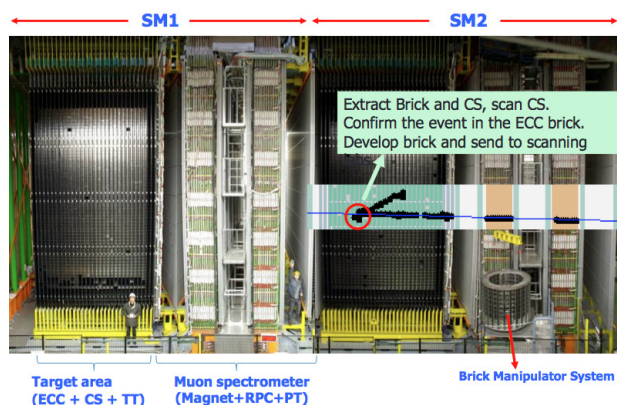 SM1
SM2
Extract Brick and CS, scan CS.
Confirm the event in the ECC brick.
Develop brick and send to scanning
Target area
(ECC + CS + TT)
Muon spectrometer
(Magnet+RPC+PT)
Brick Manipulator System